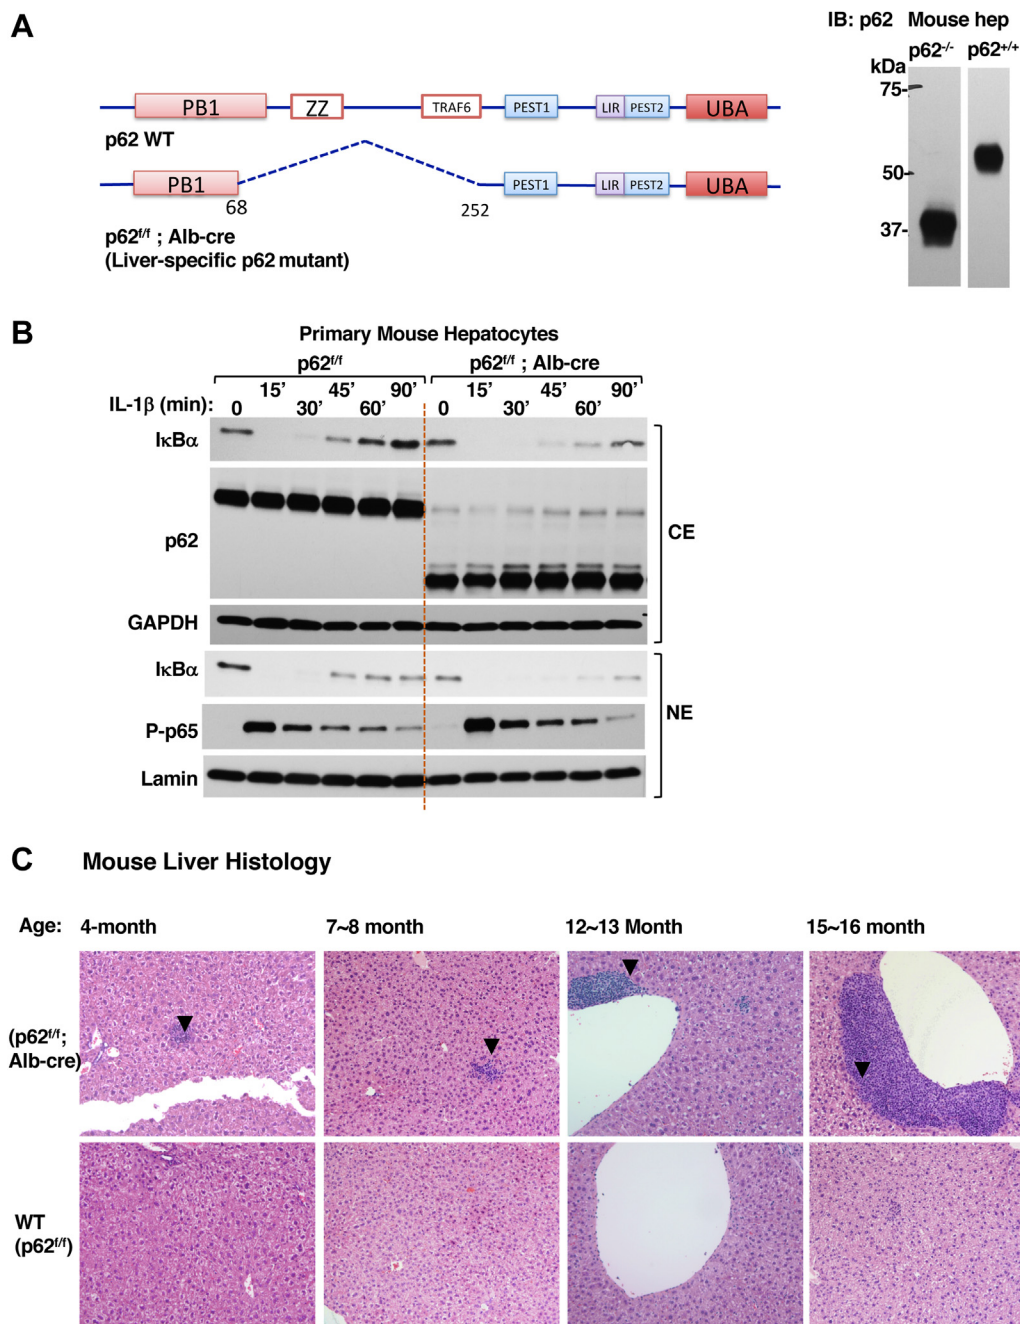 A
IB: p62 Mouse hep
p62-/- p62+/+
kDa
75-
50-
37-
PB1 ZZ TRAF6 PEST1 LIR PEST2 UBA
p62 WT
PB1 PEST1 LIR PEST2 UBA
68 252
p62f/f ; Alb-cre
(Liver-specific p62 mutant)
B
Primary Mouse Hepatocytes
p62f/f p62f/f ; Alb-cre
15’ 45’ 90’ 15’ 45’ 90’
IL-1β (min): 0 30’ 60’ 0 30’ 60’
IκBα
p62
CE
GAPDH
IκBα
P-p65
NE
Lamin
C Mouse Liver Histology
Age: 4-month 7~8 month 12~13 Month 15~16 month
(p62f/f;
Alb-cre)
WT
(p62f/f)